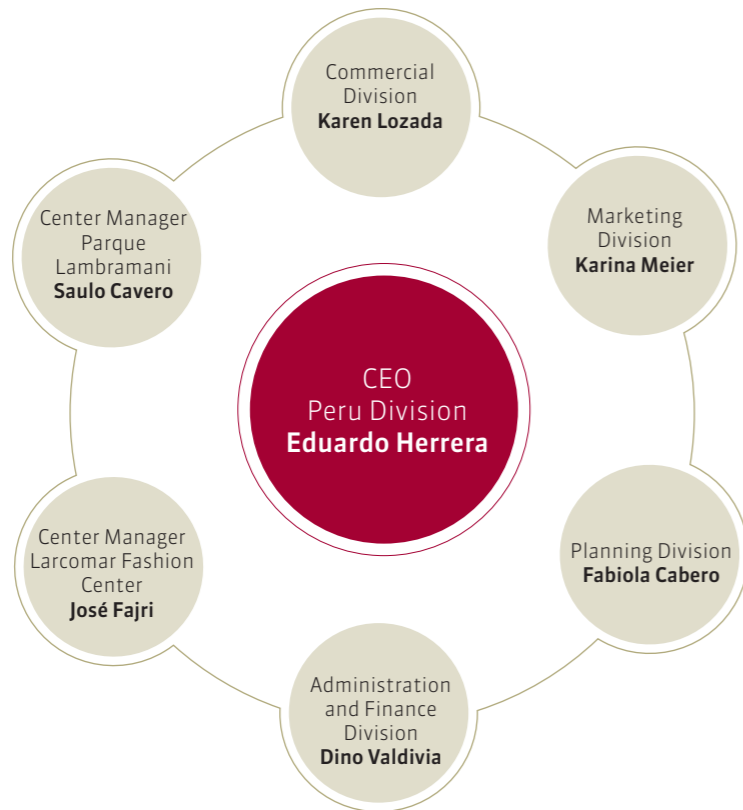 Commercial
Division
Karen Lozada
Marketing
Division
Karina Meier
Center Manager
Parque
Lambramani
Saulo Cavero
CEO
Peru Division
Eduardo Herrera
Center Manager
Larcomar Fashion
Center
José Fajri
Planning Division
Fabiola Cabero
Administration
and Finance
Division
Dino Valdivia